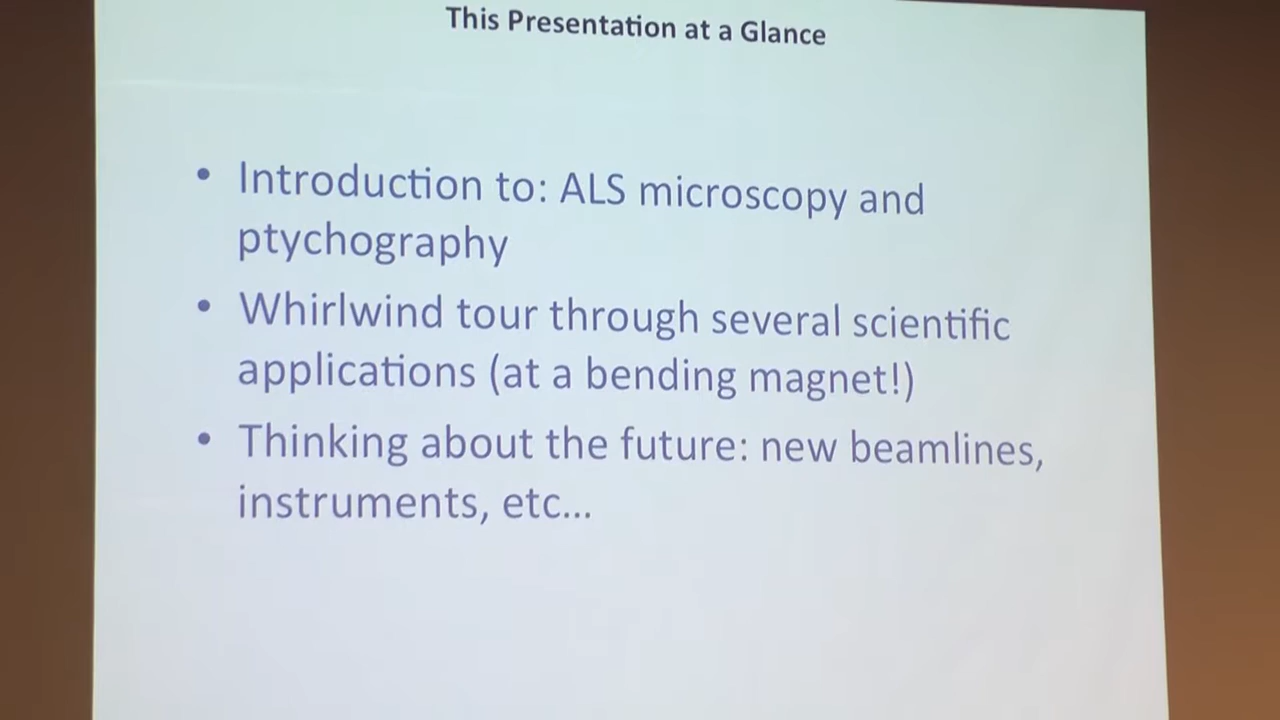 This Presentation at a Glance
• Introduction to: ALS microscopy and
ptychography
• Whirlwind tour through several scientific
applications (at a bending magnet!)
• Thinking about the future: new beamlines,
instruments, etc...